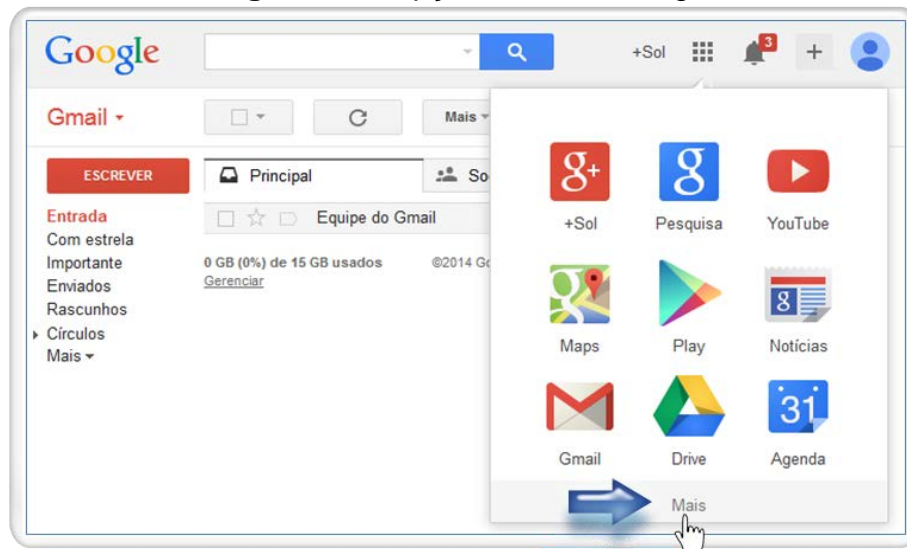 Google
+Sol
3
+
Gmail
Mais
ESCREVER
Principal
So
Entrada
Equipe do Gmail
Com estrela
Importante
0 GB (0%) de 15 GB usados
©2014 Go
Enviados
Gerenciar
Rascunhos
Círculos
Mais
g+
g
+Sol
Pesquisa
YouTube
g
g
Maps
Play
Notícias
31
Gmail
Drive
Agenda
Mais